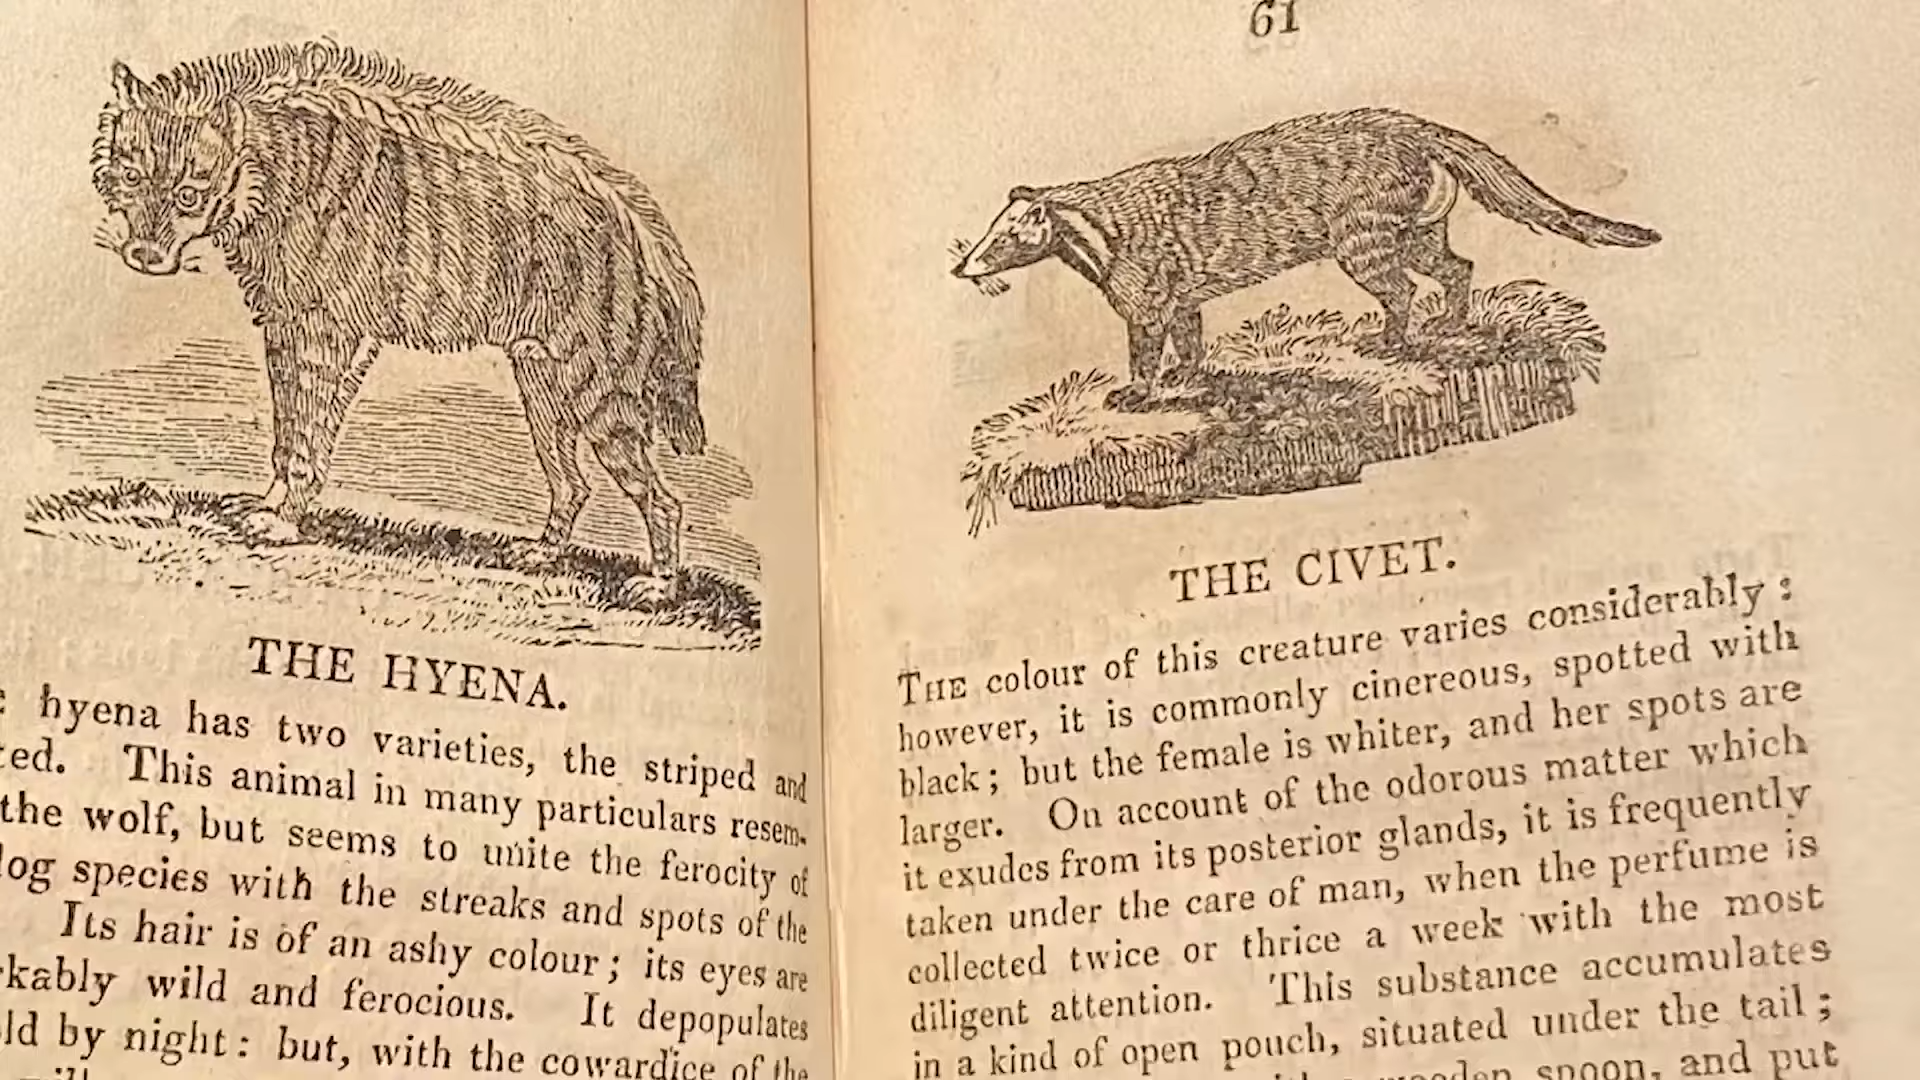 THE HYENA.
hyena has two varieties, the striped and
This animal in many particulars resem-
the wolf, but seems to unite the ferocity of
species with the streaks and spots of the
Its hair is of an ashy colour; its eyes are
wild and ferocious. It depopulates
by night: but, with the cowardice of the
61
THE CIVET.
THE colour of this creature varies considerably:
however, it is commonly cinereous, spotted with
black; but the female is whiter, and her spots are
larger. On account of the odorous matter which
it exudes from its posterior glands, it is frequently
taken under the care of man, when the perfume is
collected twice or thrice a week with the most
diligent attention. This substance accumulates
in a kind of open pouch, situated under the tail;
wooden spoon, and put